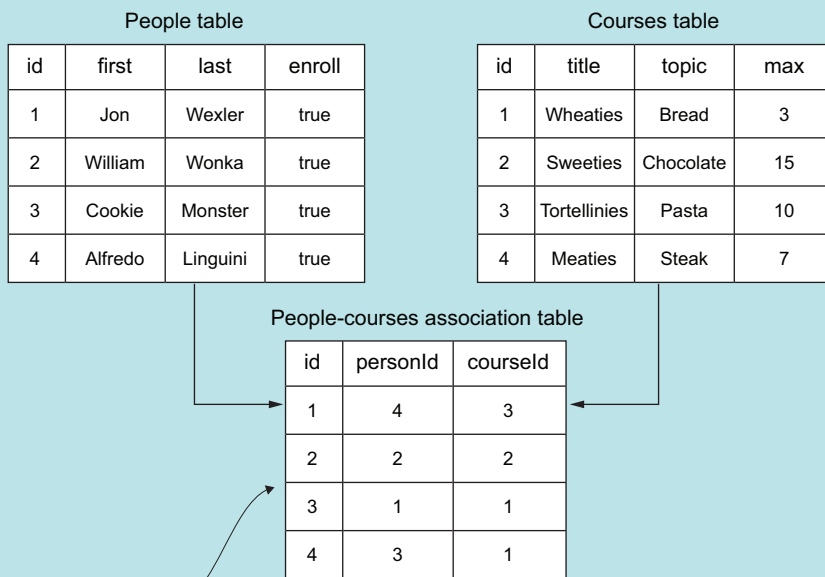 People table
id first last enroll
1 Jon Wexler true
2 William Wonka true
3 Cookie Monster true
4 Alfredo Linguini true
Courses table
id title topic max
1 Wheaties Bread 3
2 Sweeties Chocolate 15
3 Tortellinies Pasta 10
4 Meaties Steak 7
People-courses association table
id personId courseId
1 4 3
2 2 2
3 1 1
4 3 1